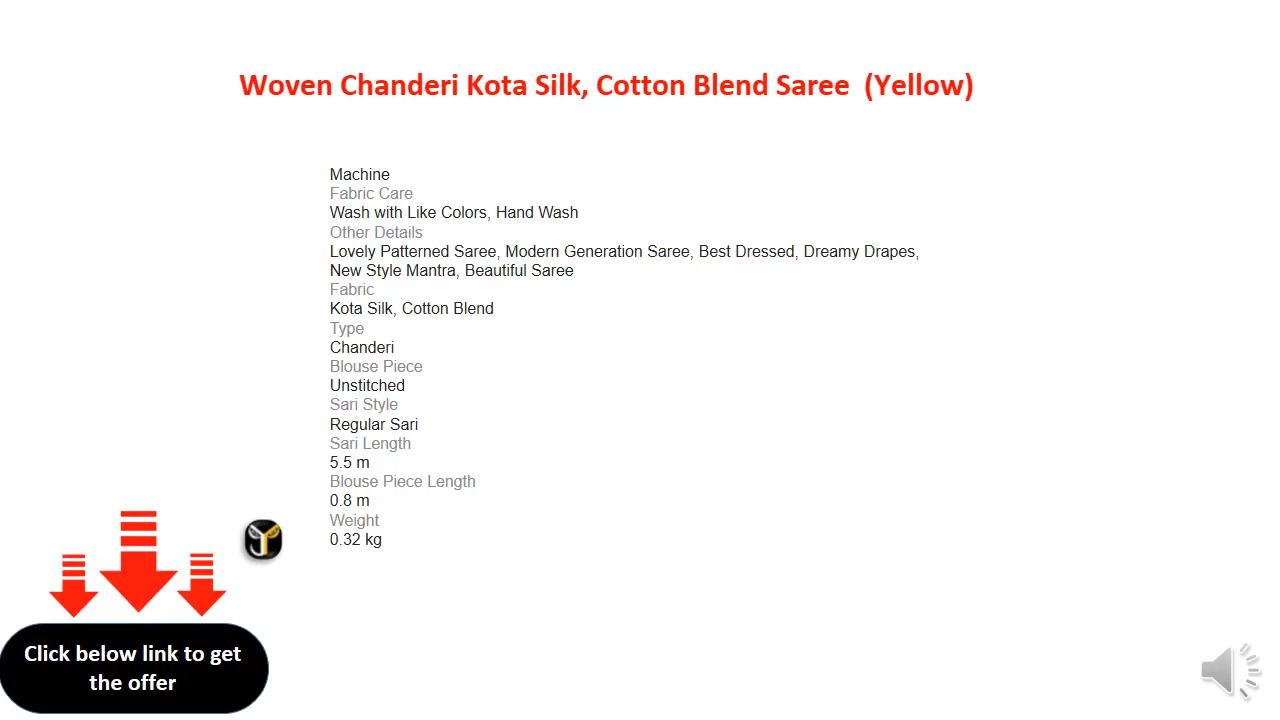 Woven Chanderi Kota Silk, Cotton Blend Saree (Yellow)
Machine
Fabric Care
Wash with Like Colors, Hand Wash
Other Details
Lovely Patterned Saree, Modern Generation Saree, Best Dressed, Dreamy Drapes,
New Style Mantra, Beautiful Saree
Fabric
Kota Silk, Cotton Blend
Type
Chanderi
Blouse Piece
Unstitched
Sari Style
Regular Sari
Sari Length
5.5 m
Blouse Piece Length
0.8 m
Weight
0.32 kg
Click below link to get
the offer